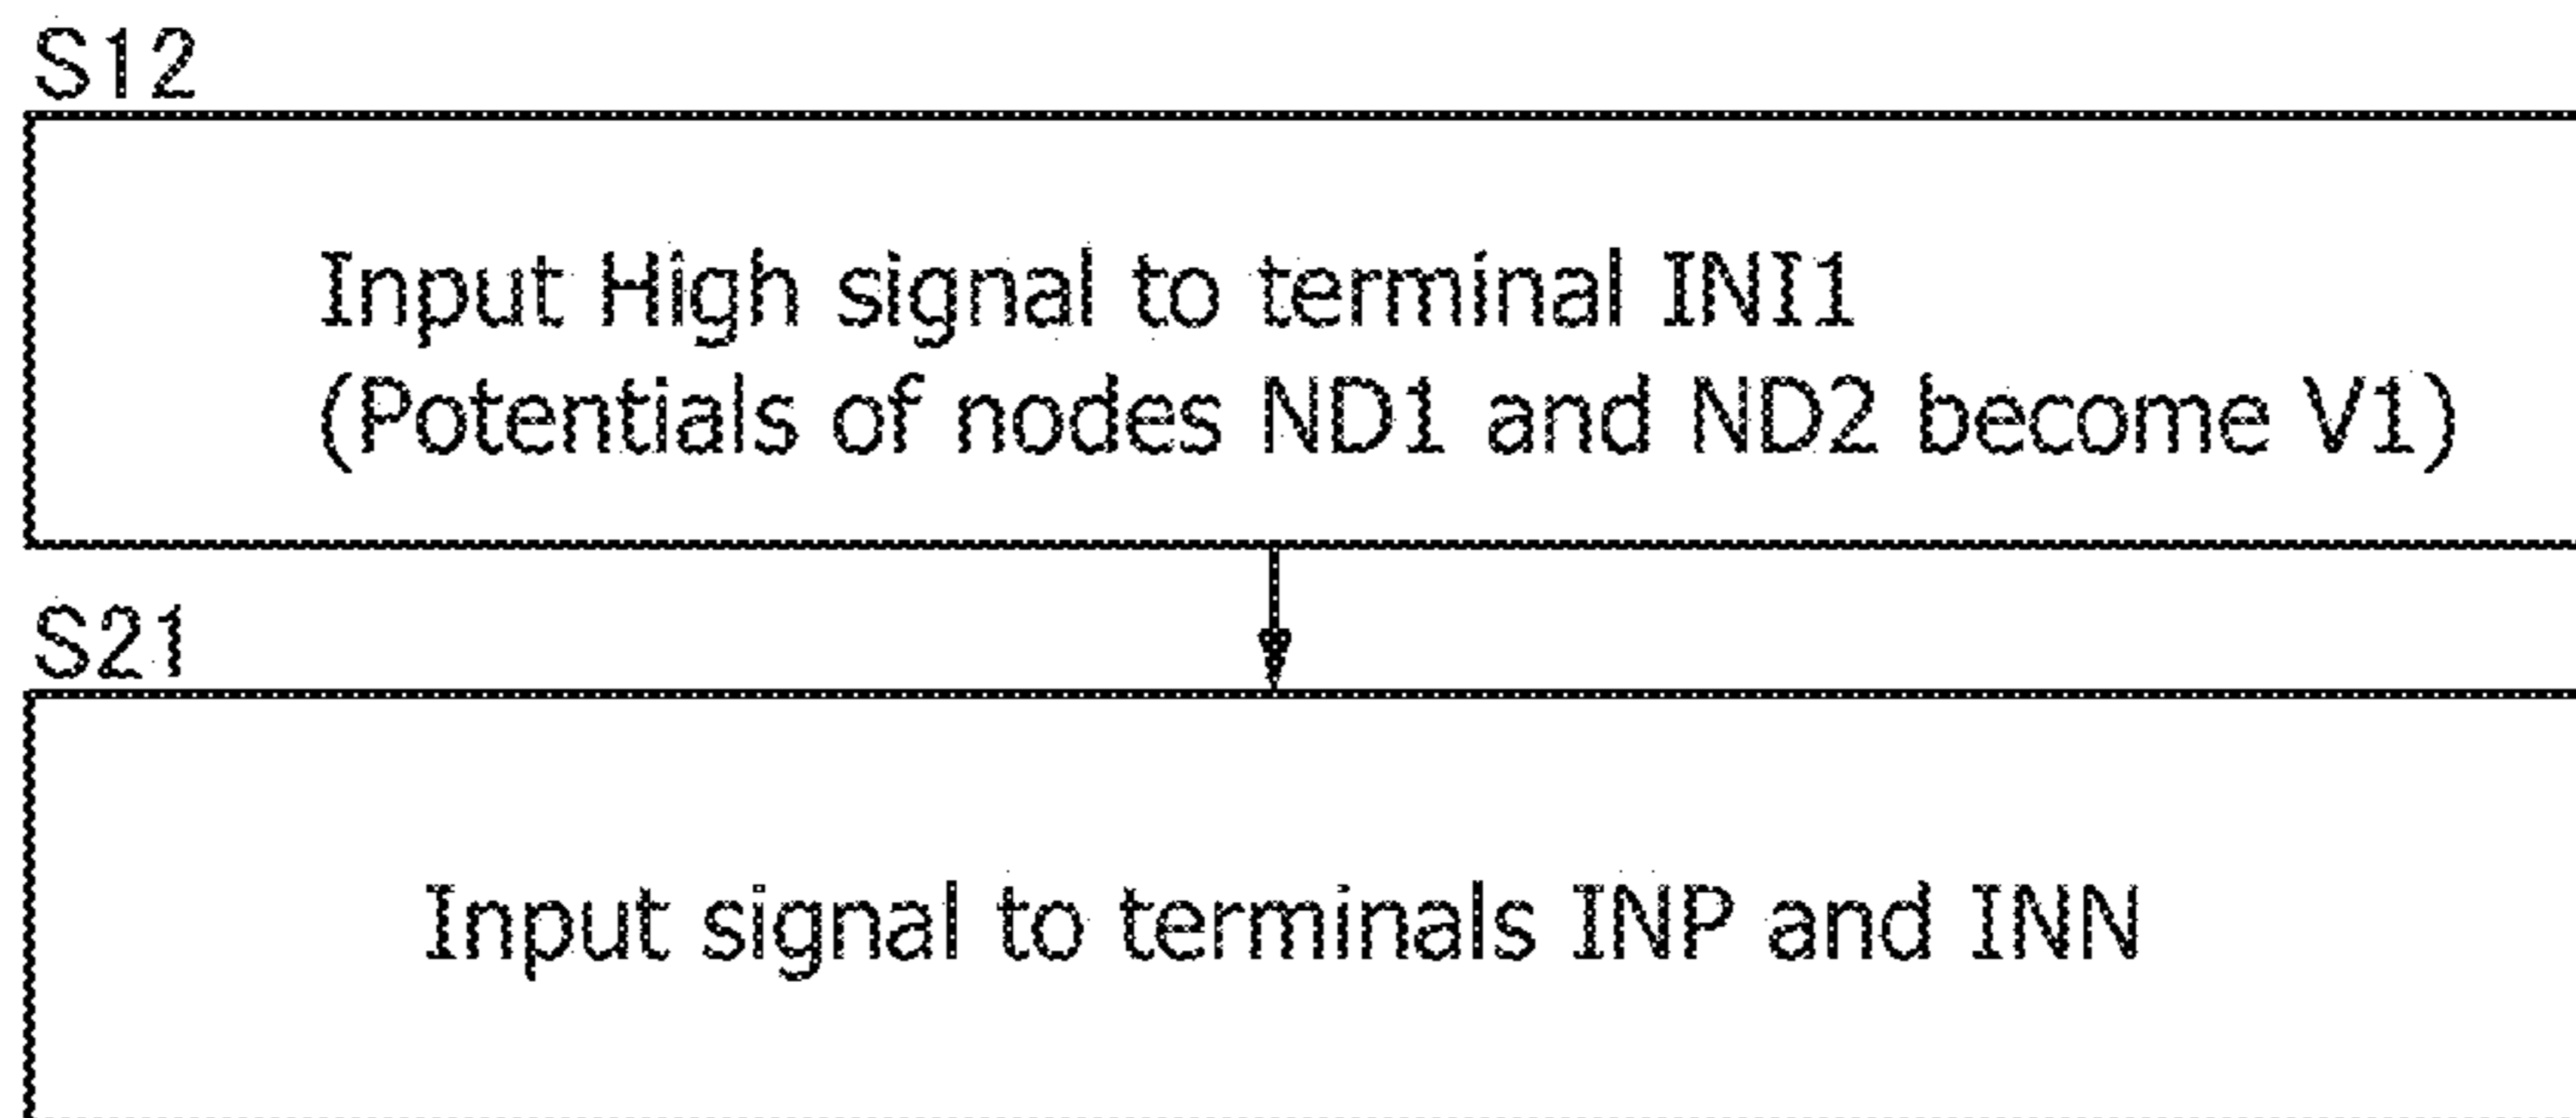 S12
Input High signal to terminal INI1
(Potentials of nodes ND1 and ND2 become V1)
S21
Input signal to terminals INP and INN